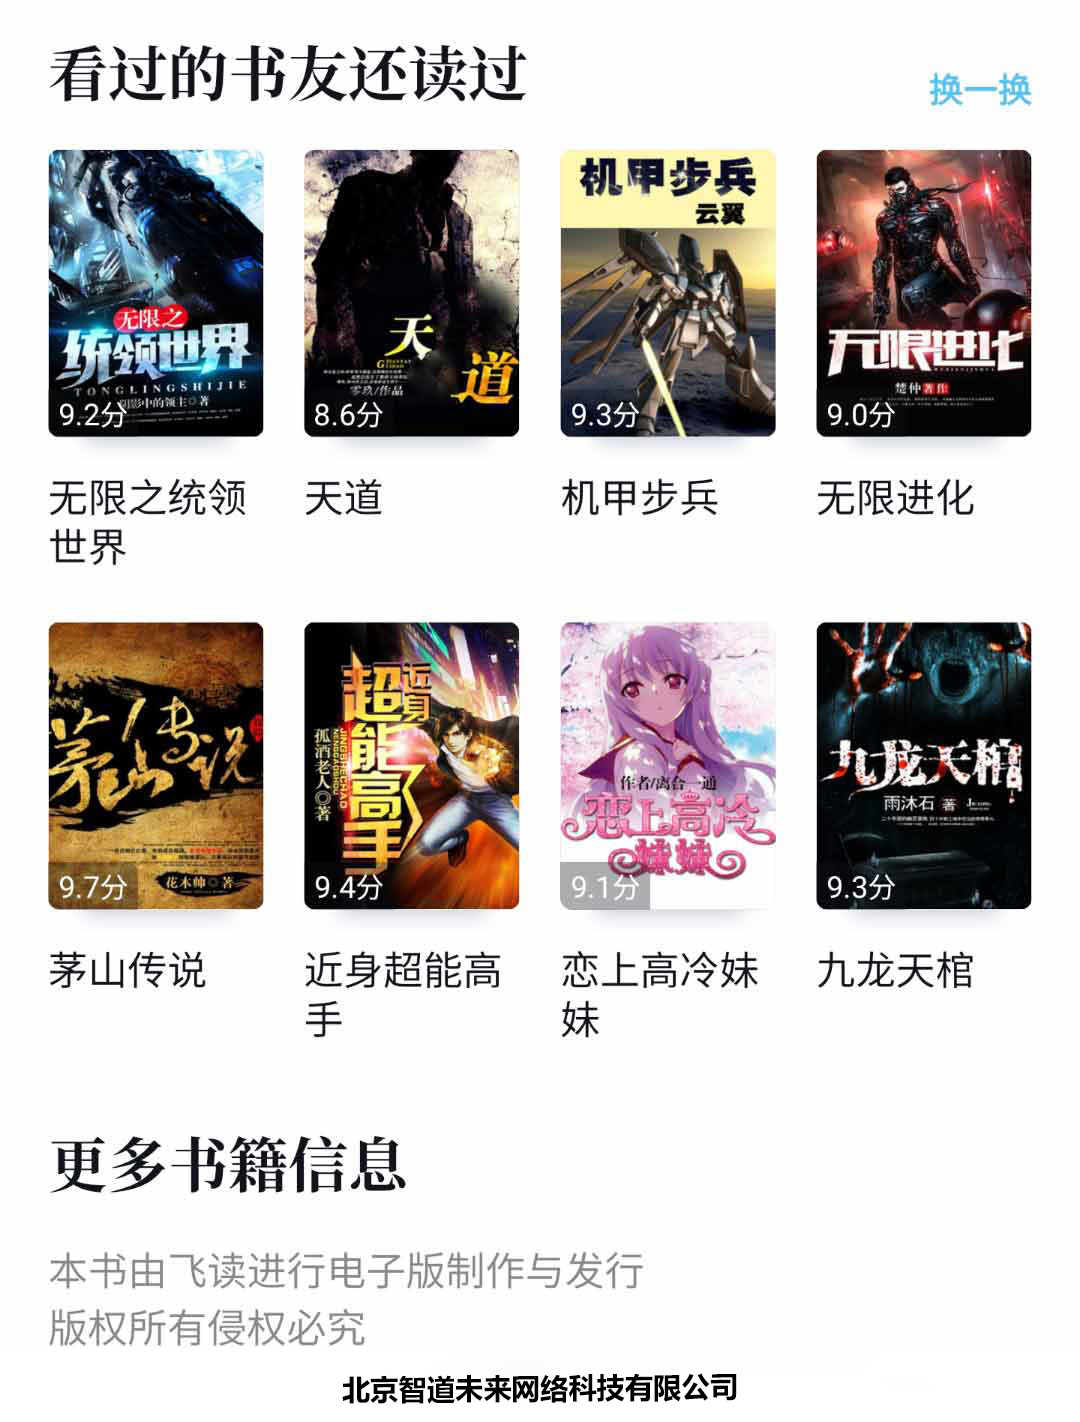 看过的书友还读过
换一换
无限之
统领世界
TONGLINGSHIJIE
阴影中的领主◎著
9.2分
天道
零玖/作品
8.6分
机甲步兵
云翼
9.3分
无限进化
楚仲著作
9.0分
无限之统领
世界
天道
机甲步兵
无限进化
茅山传说
花木帅◎著
9.7分
近身
超能高手
孤酒老人◎著
9.4分
作者/离合一通
恋上高冷
妹妹
9.1分
九龙天棺
雨沐石 著
9.3分
茅山传说
近身超能高
手
恋上高冷妹
妹
九龙天棺
更多书籍信息
本书由飞读进行电子版制作与发行
版权所有侵权必究
北京智道未来网络科技有限公司